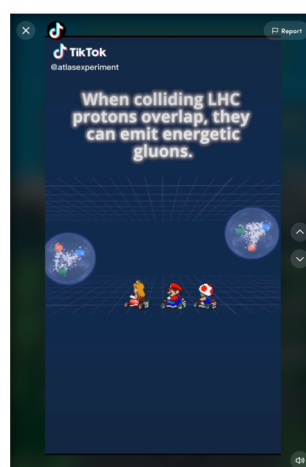 Report
TikTok
@atlasexperiment
When colliding LHC
protons overlap, they
can emit energetic
gluons.